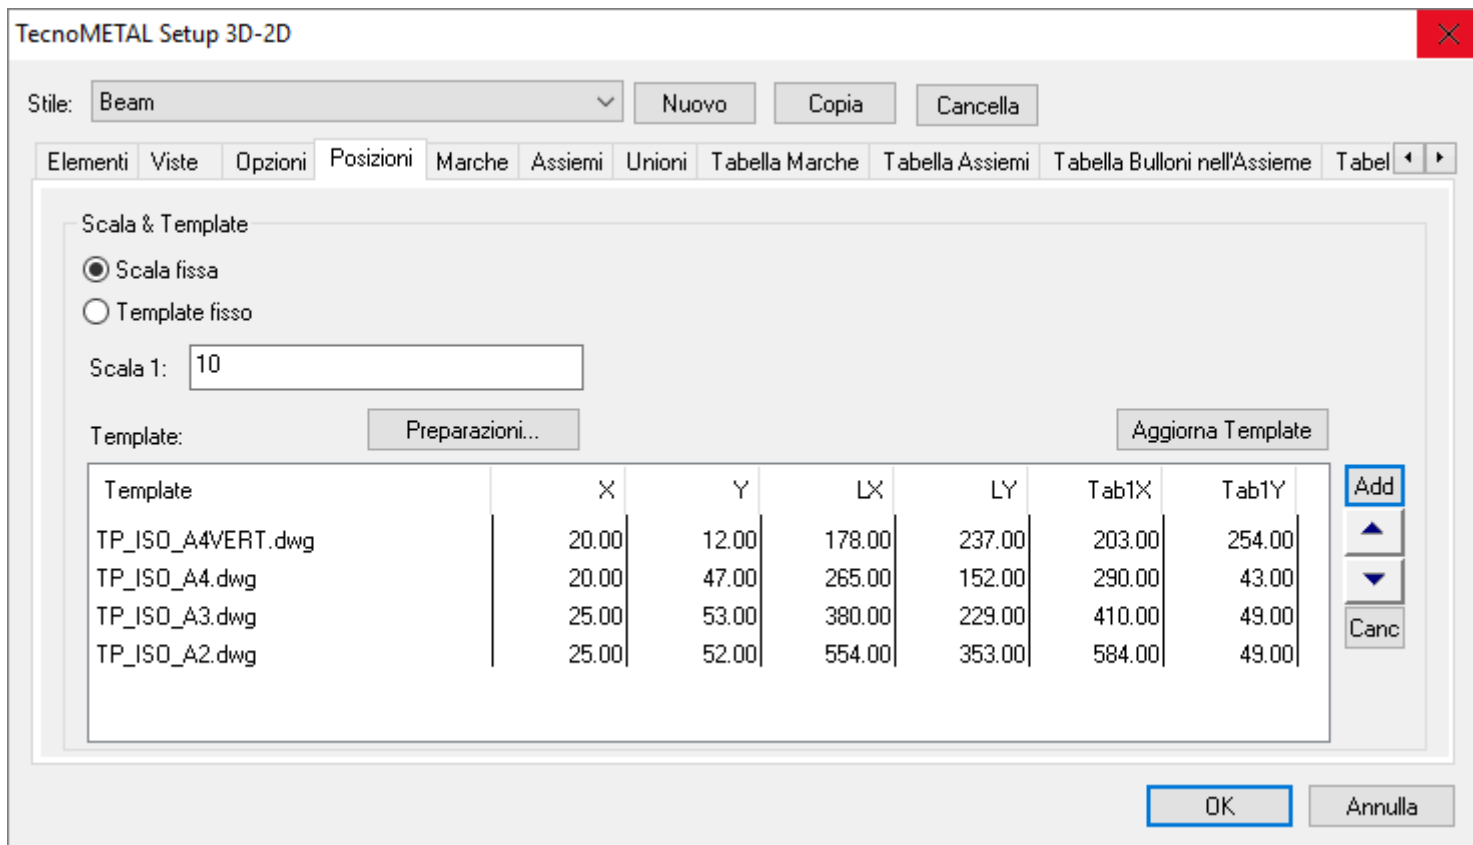 TecnoMETAL Setup 3D-2D
Stile: Beam Nuovo Copia Cancella
Elementi Viste Opzioni Posizioni Marche Assiemi Unioni Tabella Marche Tabella Assiemi Tabella Bulloni nell'Assieme Tabel
Scala & Template
Scala fissa
Template fisso
Scala 1: 10
Template: Preparazioni... Aggiorna Template
Template X Y LX LY Tab1X Tab1Y Add
TP_ISO_A4VERT.dwg 20.00 12.00 178.00 237.00 203.00 254.00
TP_ISO_A4.dwg 20.00 47.00 265.00 152.00 290.00 43.00
TP_ISO_A3.dwg 25.00 53.00 380.00 229.00 410.00 49.00 Canc
TP_ISO_A2.dwg 25.00 52.00 554.00 353.00 584.00 49.00
OK Annulla